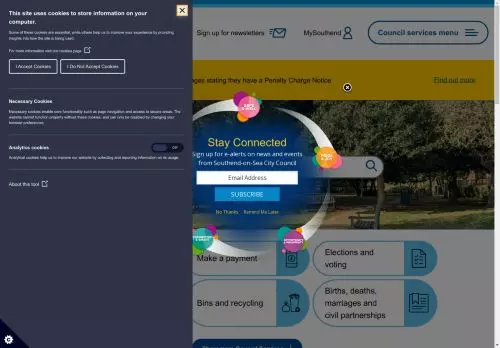 This site uses cookies to store information on your
computer.
Some of these cookies are essential, while others help us to improve your experience by providing
insights into how the site is being used.
For more information visit our cookies page
I Accept Cookies
I Do Not Accept Cookies
Necessary Cookies
Necessary cookies enable core functionality such as page navigation and access to secure areas. The
website cannot function properly without these cookies, and can only be disabled by changing your
browser preferences.
Analytics cookies
Off
Analytical cookies help us to improve our website by collecting and reporting information on its usage.
About this tool
Sign up for newsletters
MySouthend
Council services menu
ages stating they have a Penalty Charge Notice
Find out more
Stay Connected
Sign up for e-alerts on news and events
from Southend-on-Sea City Council
Email Address
SUBSCRIBE
No Thanks
Remind Me Later
Make a payment
Elections and
voting
Bins and recycling
Births, deaths,
marriages and
civil partnerships